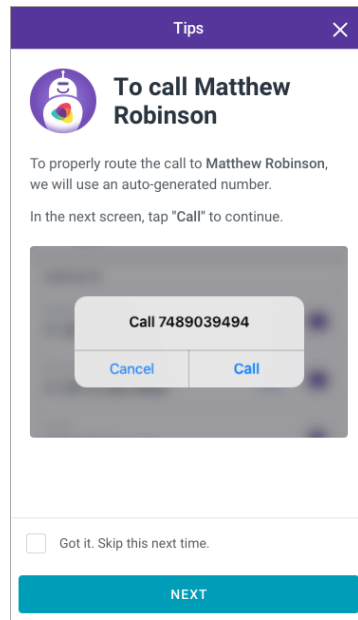 Tips
To call Matthew
Robinson
To properly route the call to Matthew Robinson,
we will use an auto-generated number.
In the next screen, tap "Call" to continue.
Call 7489039494
Cancel
Call
Got it. Skip this next time.
NEXT